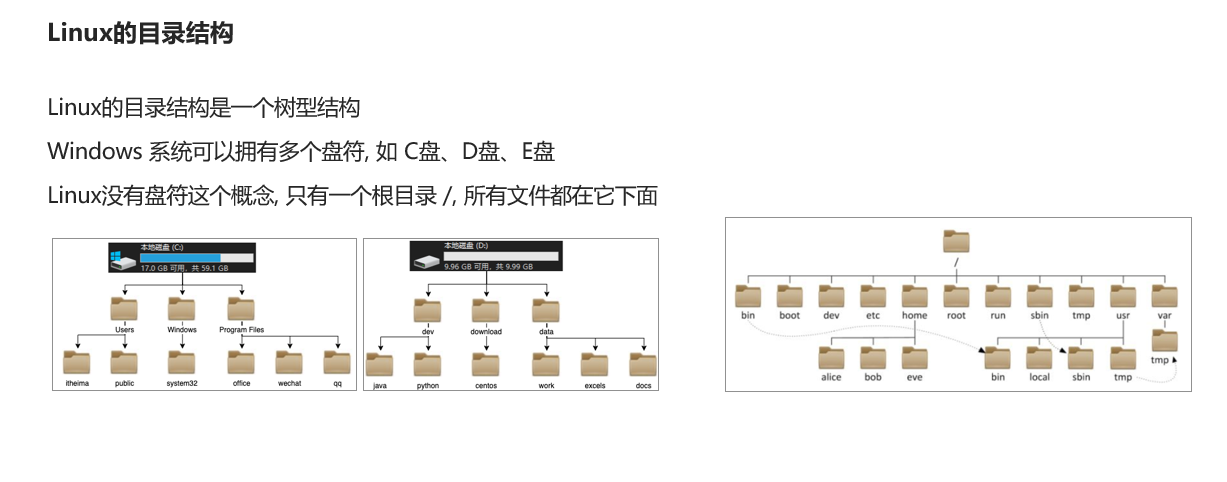 Linux的目录结构
Linux的目录结构是一个树型结构
Windows 系统可以拥有多个盘符, 如 C盘、D盘、E盘
Linux没有盘符这个概念, 只有一个根目录 /, 所有文件都在它下面
本地磁盘 (C:)
17.0 GB 可用，共 59.1 GB
Users Windows Program Files
itheima public system32 office wechat qq
本地磁盘 (D:)
9.96 GB 可用，共 9.99 GB
dev download data
java python centos work excels docs
/
bin boot dev etc home root run sbin tmp usr var
tmp
alice bob eve bin local sbin tmp